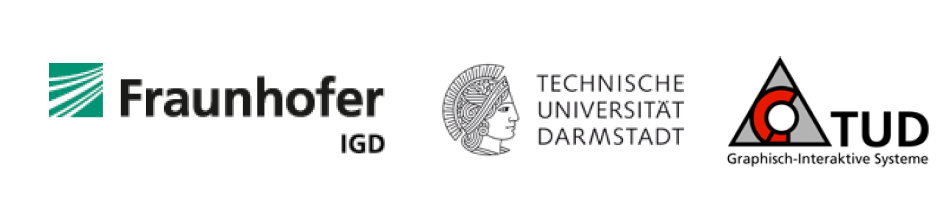 Fraunhofer
IGD
TECHNISCHE
UNIVERSITÄT
DARMSTADT
TUD
Graphisch-Interaktive Systeme